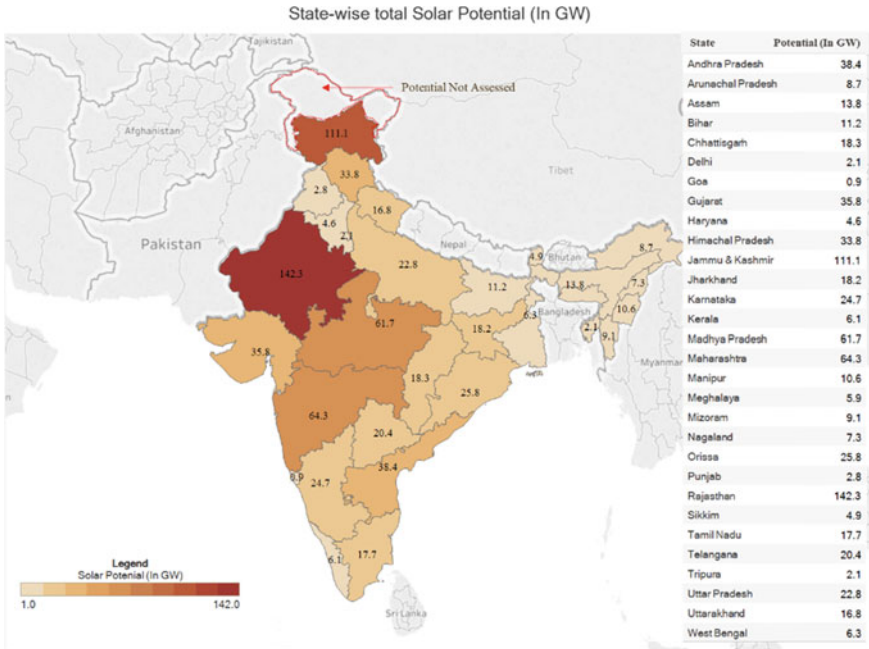 State-wise total Solar Potential (In GW)
Tajikistan
Potential Not Assessed
Afghanistan
111.1
Tibet
33.8
2.8
16.8
4.6
2.1
Pakistan
Nepal
4.9
Bhutan
8.7
142.3
22.8
11.2
13.8
7.3
6.3
Bangladesh
10.6
61.7
18.2
2.1
9.1
35.8
Myanmar
18.3
25.8
64.3
20.4
38.4
0.9
24.7
6.1
17.7
Sri Lanka
Legend
Solar Potenial (In GW)
1.0 142.0
State Potential (In GW)
Andhra Pradesh 38.4
Arunachal Pradesh 8.7
Assam 13.8
Bihar 11.2
Chhattisgarh 18.3
Delhi 2.1
Goa 0.9
Gujarat 35.8
Haryana 4.6
Himachal Pradesh 33.8
Jammu & Kashmir 111.1
Jharkhand 18.2
Karnataka 24.7
Kerala 6.1
Madhya Pradesh 61.7
Maharashtra 64.3
Manipur 10.6
Meghalaya 5.9
Mizoram 9.1
Nagaland 7.3
Orissa 25.8
Punjab 2.8
Rajasthan 142.3
Sikkim 4.9
Tamil Nadu 17.7
Telangana 20.4
Tripura 2.1
Uttar Pradesh 22.8
Uttarakhand 16.8
West Bengal 6.3